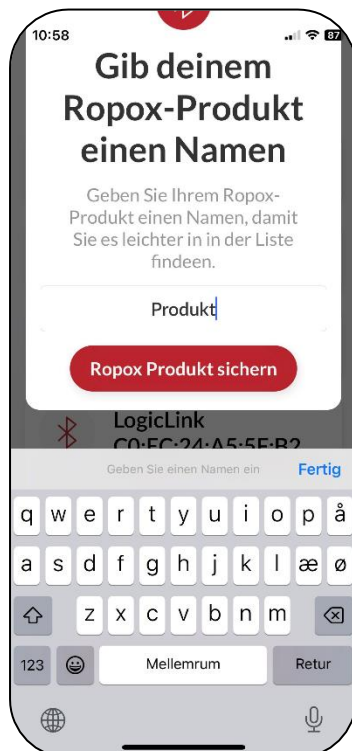 10:58
87
Gib deinem
Ropox-Produkt
einen Namen
Geben Sie Ihrem Ropox-
Produkt einen Namen, damit
Sie es leichter in in der Liste
findeen.
Produkt
Ropox Produkt sichern
LogicLink
C0:EC:24:A5:5E:B2
Geben Sie einen Namen ein Fertig
q w e r t y u i o p å
a s d f g h j k l æ ø
z x c v b n m
123 Mellemrum Retur